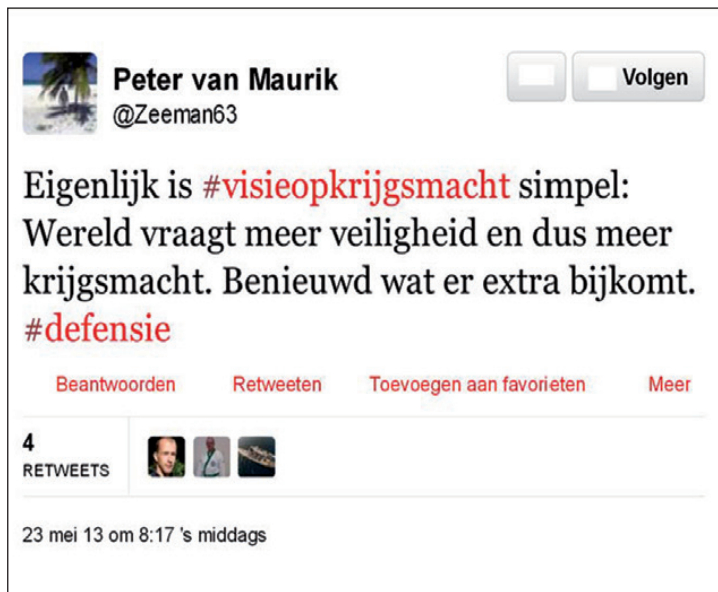 Peter van Maurik
@Zeeman63
Volgen
Eigenlijk is #visieopkrijgsmacht simpel:
Wereld vraagt meer veiligheid en dus meer
krijgsmacht. Benieuwd wat er extra bijkomt.
#defensie
Beantwoorden Retweeten Toevoegen aan favorieten Meer
4
RETWEETS
23 mei 13 om 8:17 's middags